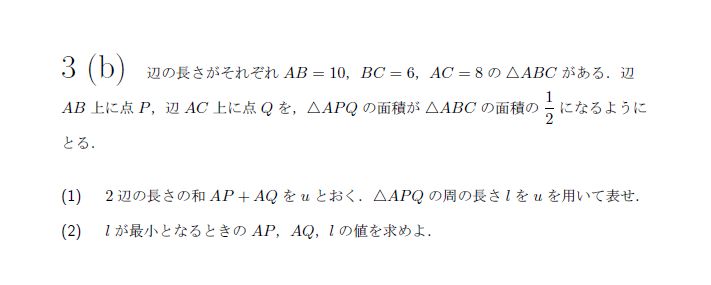 3 (b) 辺の長さがそれぞれ AB = 10, BC = 6, AC = 8 の △ABC がある. 辺
AB 上に点 P, 辺 AC 上に点 Q を, △APQ の面積が △ABC の面積の 1/2 になるように
とる.
(1) 2 辺の長さの和 AP + AQ を u とおく. △APQ の周の長さ l を u を用いて表せ.
(2) l が最小となるときの AP, AQ, l の値を求めよ.